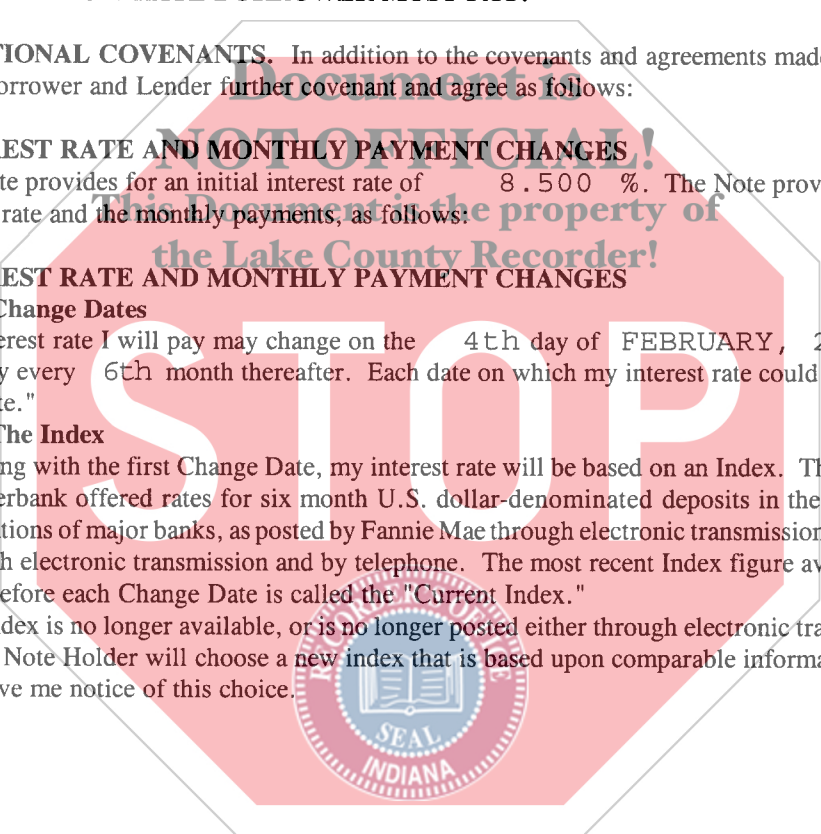 TIONAL COVENANTS. In addition to the covenants and agreements made
orrower and Lender further covenant and agree as follows:
Document is
NOT OFFICIAL!
This Document is the property of
the Lake County Recorder!
EST RATE AND MONTHLY PAYMENT CHANGES
te provides for an initial interest rate of 8.500 %. The Note prov
rate and the monthly payments, as follows:
EST RATE AND MONTHLY PAYMENT CHANGES
Change Dates
erest rate I will pay may change on the 4th day of FEBRUARY, 2
y every 6th month thereafter. Each date on which my interest rate could
te."
The Index
ng with the first Change Date, my interest rate will be based on an Index. Th
erbank offered rates for six month U.S. dollar-denominated deposits in the
tions of major banks, as posted by Fannie Mae through electronic transmission
h electronic transmission and by telephone. The most recent Index figure av
efore each Change Date is called the "Current Index."
dex is no longer available, or is no longer posted either through electronic tra
Note Holder will choose a new index that is based upon comparable informa
ve me notice of this choice.
STOP
RECORDER'S OFFICE
SEAL
INDIANA